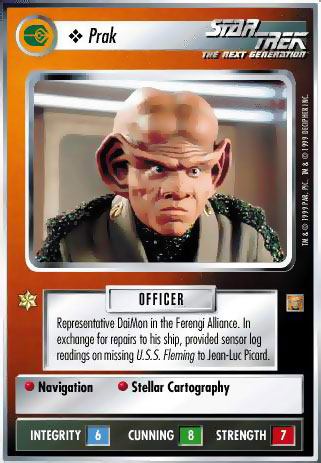 ❖ Prak
STAR TREK
THE NEXT GENERATION
TM & © 1999 PAR. PIC. TM & © 1999 DECIPHER INC.
OFFICER
Representative DaiMon in the Ferengi Alliance. In
exchange for repairs to his ship, provided sensor log
readings on missing U.S.S. Fleming to Jean-Luc Picard.
Navigation Stellar Cartography
INTEGRITY 6 CUNNING 8 STRENGTH 7